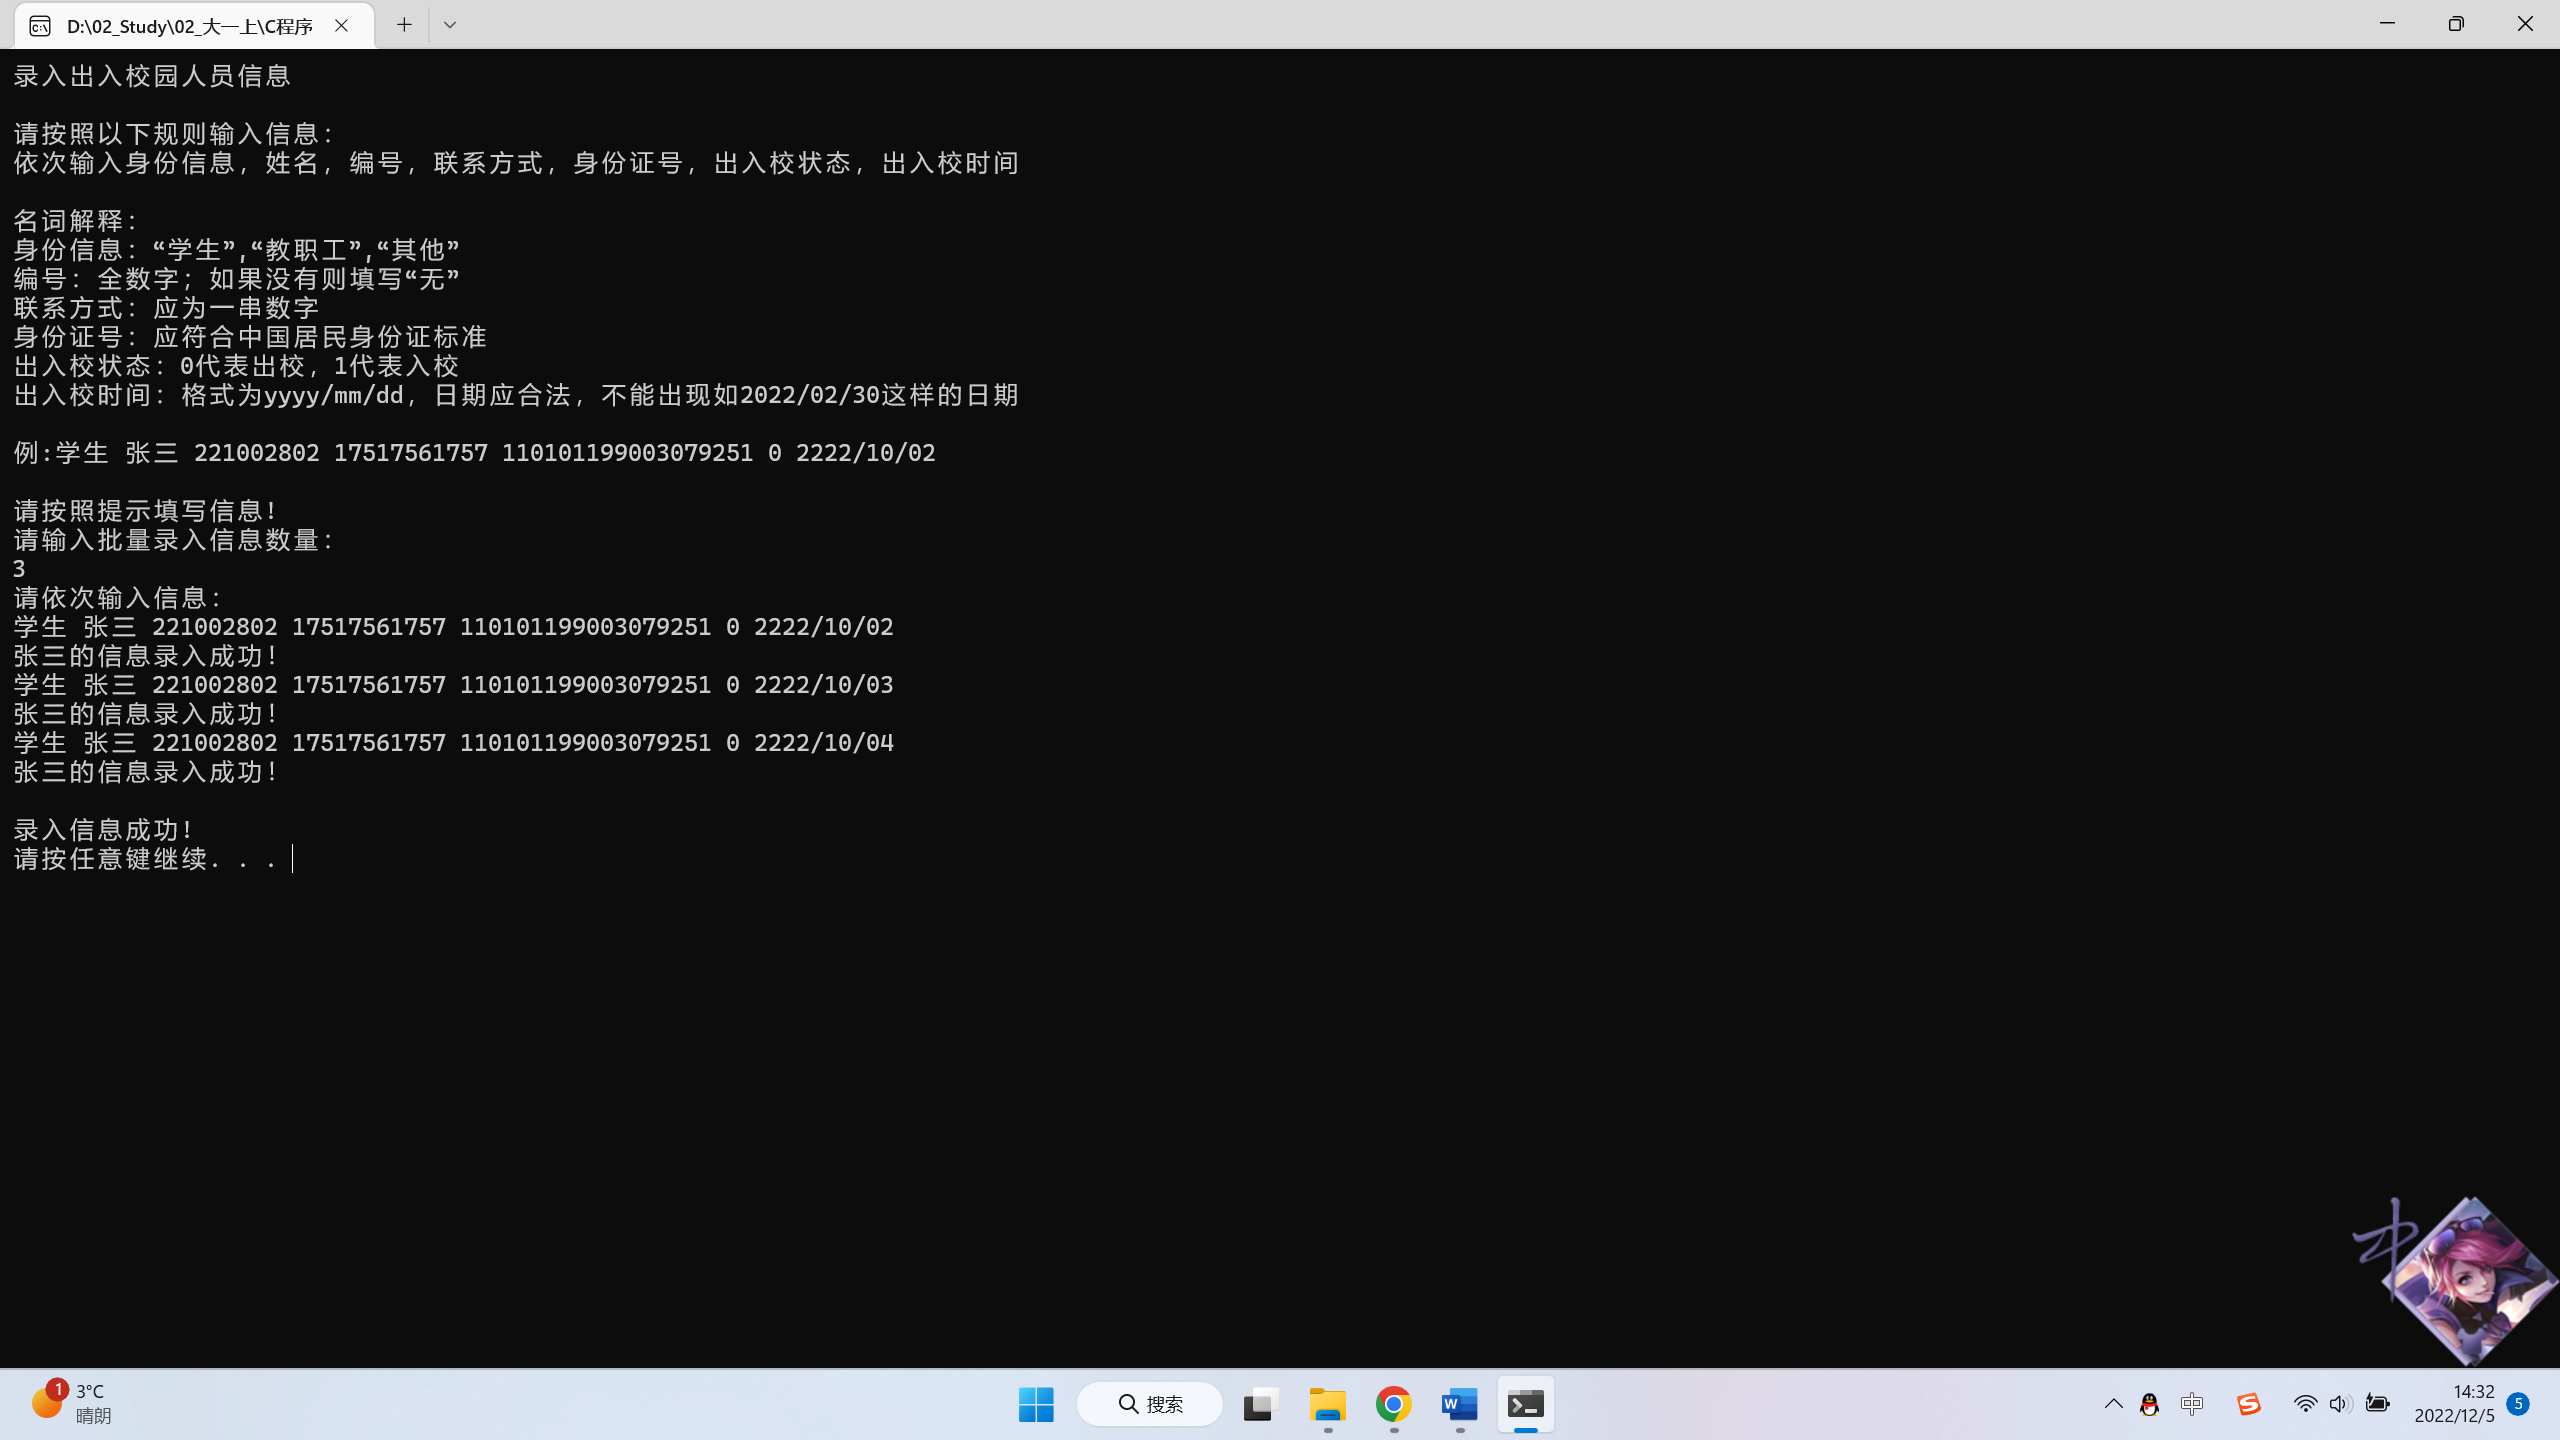 D:\02_Study\02_大一上\C程序
录入出入校园人员信息
请按照以下规则输入信息：
依次输入身份信息，姓名，编号，联系方式，身份证号，出入校状态，出入校时间
名词解释：
身份信息：“学生”,“教职工”,“其他”
编号：全数字；如果没有则填写“无”
联系方式：应为一串数字
身份证号：应符合中国居民身份证标准
出入校状态：0代表出校，1代表入校
出入校时间：格式为yyyy/mm/dd，日期应合法，不能出现如2022/02/30这样的日期
例:学生 张三 221002802 17517561757 110101199003079251 0 2222/10/02
请按照提示填写信息！
请输入批量录入信息数量：
3
请依次输入信息：
学生 张三 221002802 17517561757 110101199003079251 0 2222/10/02
张三的信息录入成功！
学生 张三 221002802 17517561757 110101199003079251 0 2222/10/03
张三的信息录入成功！
学生 张三 221002802 17517561757 110101199003079251 0 2222/10/04
张三的信息录入成功！
录入信息成功！
请按任意键继续. . .
中
1
3°C
晴朗
搜索
中
14:32
2022/12/5
5